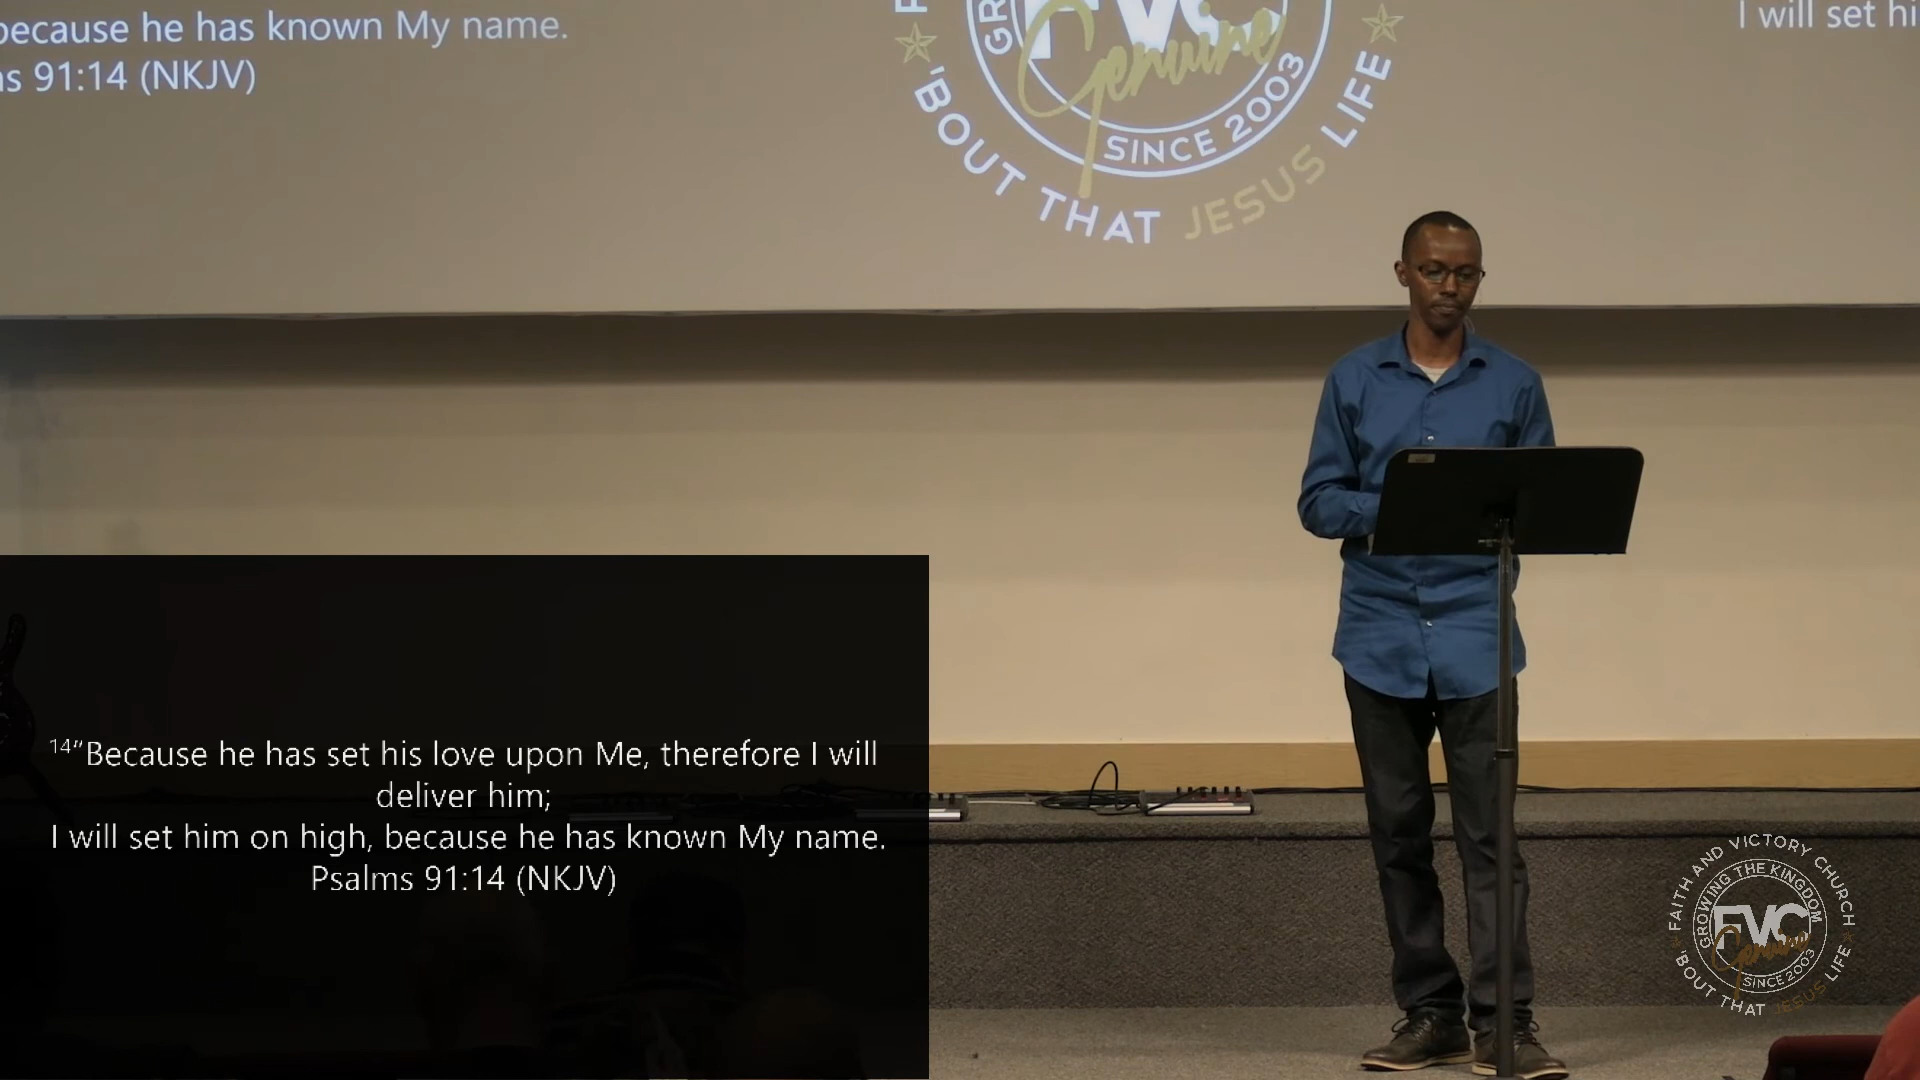 because he has known My name.
91:14 (NKJV)
I will set
Genuine
SINCE 2003
'BOUT THAT JESUS LIFE
14“Because he has set his love upon Me, therefore I will
deliver him;
I will set him on high, because he has known My name.
Psalms 91:14 (NKJV)
FAITH AND VICTORY CHURCH
GROWING THE KINGDOM
FVC
Genuine
SINCE 2003
'BOUT THAT JESUS LIFE